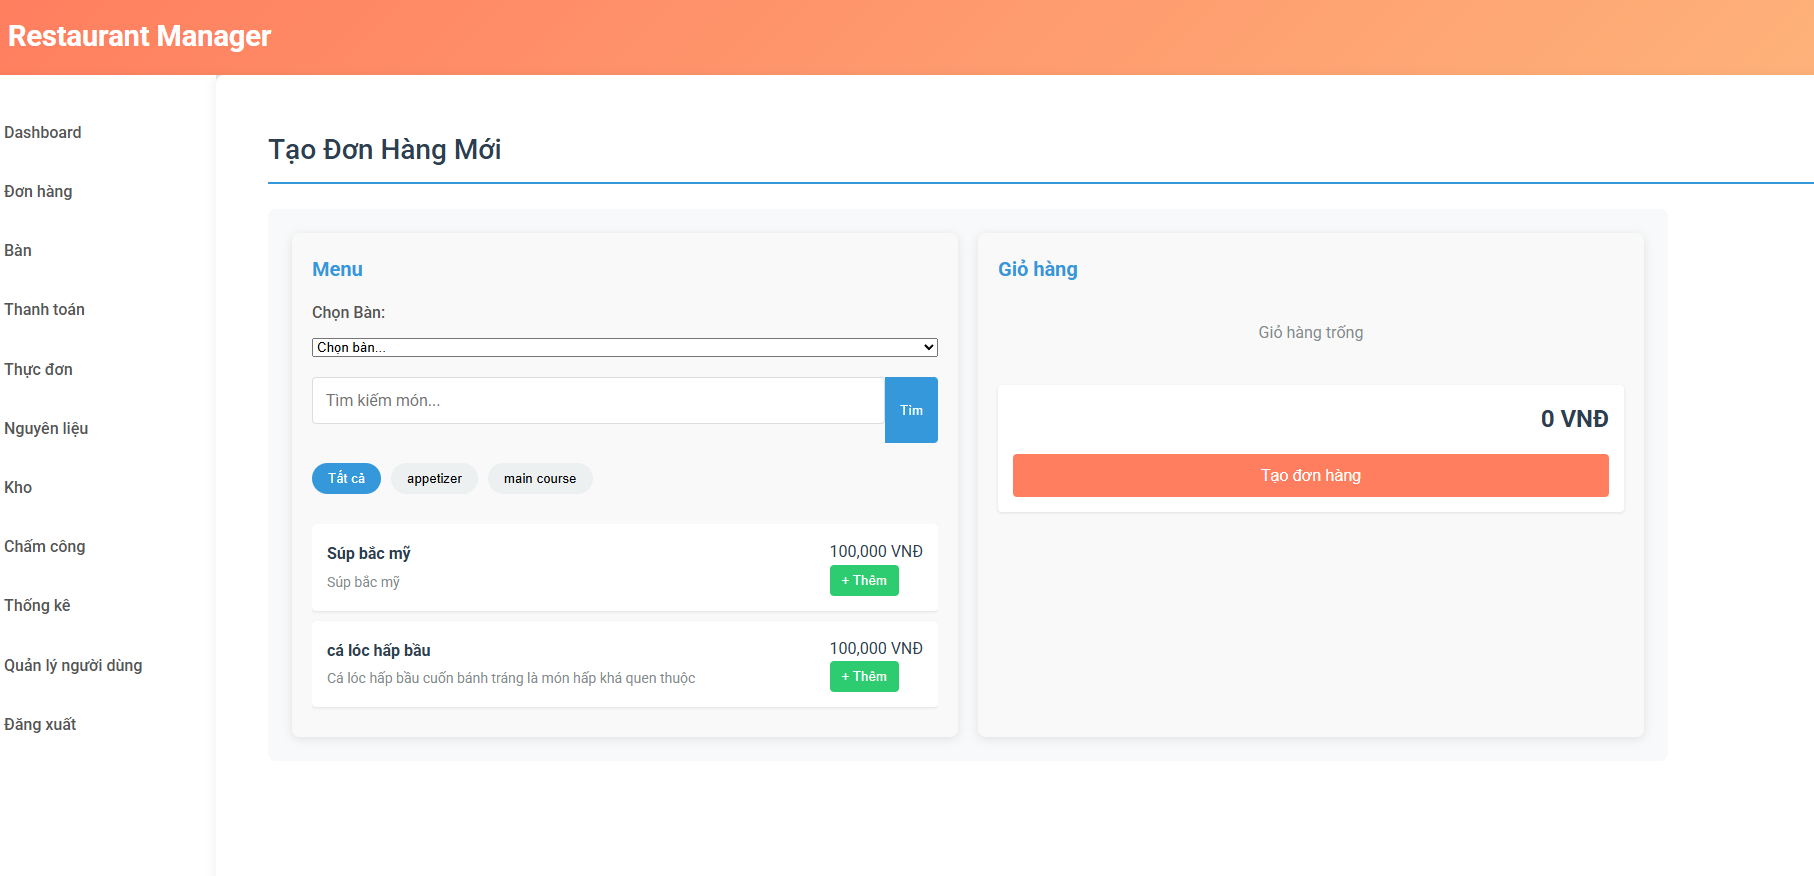 Restaurant Manager
Dashboard
Đơn hàng
Bàn
Thanh toán
Thực đơn
Nguyên liệu
Kho
Chấm công
Thống kê
Quản lý người dùng
Đăng xuất
Tạo Đơn Hàng Mới
Menu
Chọn Bàn:
Chọn bàn...
Tìm kiếm món...
Tìm
Tất cả
appetizer
main course
Súp bắc mỹ
Súp bắc mỹ
100,000 VNĐ
+ Thêm
cá lóc hấp bầu
Cá lóc hấp bầu cuốn bánh tráng là món hấp khá quen thuộc
100,000 VNĐ
+ Thêm
Giỏ hàng
Giỏ hàng trống
0 VNĐ
Tạo đơn hàng